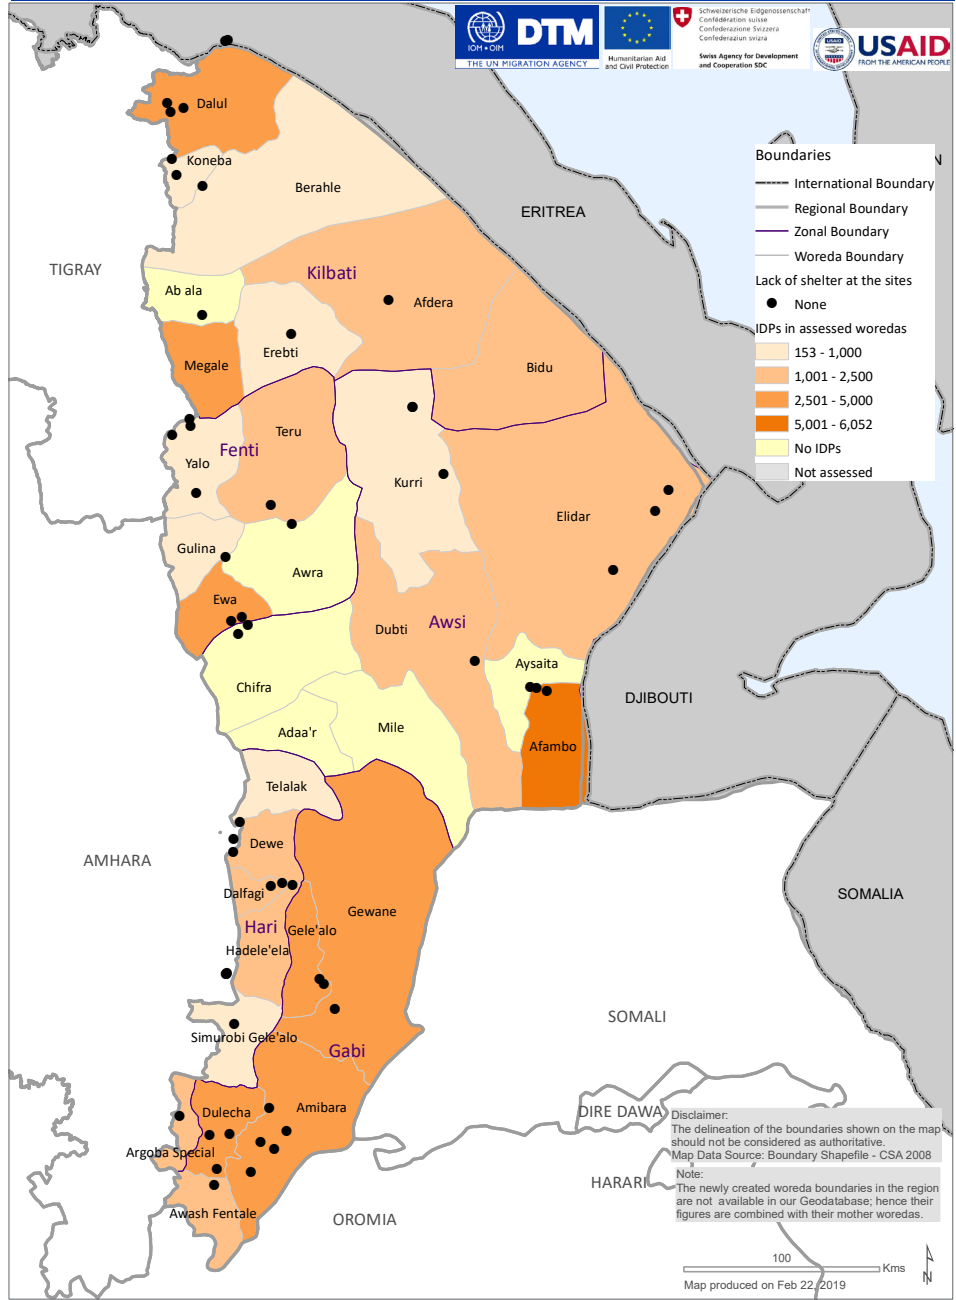 IOM • OIM
DTM
THE UN MIGRATION AGENCY
Humanitarian Aid
and Civil Protection
Schweizerische Eidgenossenschaft
Confédération suisse
Confederazione Svizzera
Confederaziun svizra
Swiss Agency for Development
and Cooperation SDC
USAID
USAID
FROM THE AMERICAN PEOPLE
Boundaries
International Boundary
Regional Boundary
Zonal Boundary
Woreda Boundary
Lack of shelter at the sites
None
IDPs in assessed woredas
153 - 1,000
1,001 - 2,500
2,501 - 5,000
5,001 - 6,052
No IDPs
Not assessed
N
Dalul
Koneba
Berahle
ERITREA
TIGRAY
Kilbati
Ab ala
Afdera
Erebti
Megale
Bidu
Teru
Fenti
Yalo
Kurri
Elidar
Gulina
Awra
Ewa
Awsi
Dubti
Aysaita
Chifra
DJIBOUTI
Adaa'r
Mile
Afambo
Telalak
Dewe
AMHARA
Dalfagi
SOMALIA
Gewane
Hari
Gele'alo
Hadele'ela
SOMALI
Simurobi Gele'alo
Gabi
Dulecha
Amibara
DIRE DAWA
Argoba Special
HARARI
Awash Fentale
OROMIA
Disclaimer:
The delineation of the boundaries shown on the map
should not be considered as authoritative.
Map Data Source: Boundary Shapefile - CSA 2008
Note:
The newly created woreda boundaries in the region
are not available in our Geodatabase; hence their
figures are combined with their mother woredas.
100
Kms
N
Map produced on Feb 22, 2019